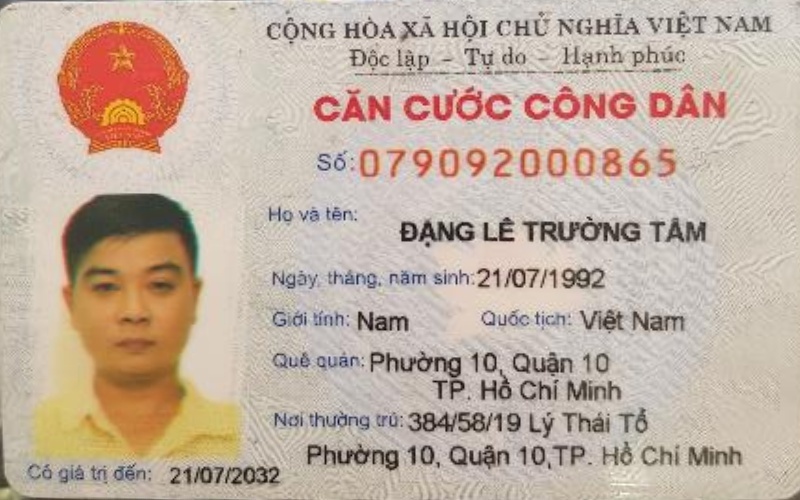 CỘNG HÒA XÃ HỘI CHỦ NGHĨA VIỆT NAM
Độc lập - Tự do - Hạnh phúc
CĂN CƯỚC CÔNG DÂN
Số: 079092000865
Họ và tên: ĐẶNG LÊ TRƯỜNG TÂM
Ngày, tháng, năm sinh: 21/07/1992
Giới tính: Nam Quốc tịch: Việt Nam
Quê quán: Phường 10, Quận 10
TP. Hồ Chí Minh
Nơi thường trú: 384/58/19 Lý Thái Tổ
Phường 10, Quận 10,TP. Hồ Chí Minh
Có giá trị đến: 21/07/2032